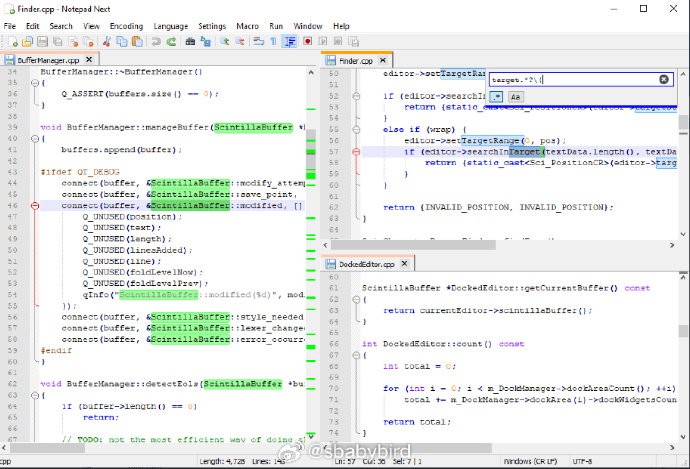 Finder.cpp - Notepad Next
File Edit Search View Encoding Language Settings Macro Run Window Help
BufferManager.cpp
34 BufferManager::~BufferManager()
35 {
36 Q_ASSERT(buffers.size() == 0);
37 }
38
39 void BufferManager::manageBuffer(ScintillaBuffer *b
40 {
41 buffers.append(buffer);
42
43 #ifdef QT_DEBUG
44 connect(buffer, &ScintillaBuffer::modify_attemp
45 connect(buffer, &ScintillaBuffer::save_point,
46 connect(buffer, &ScintillaBuffer::modified, []
47 Q_UNUSED(position);
48 Q_UNUSED(text);
49 Q_UNUSED(length);
50 Q_UNUSED(linesAdded);
51 Q_UNUSED(line);
52 Q_UNUSED(foldLevelNow);
53 Q_UNUSED(foldLevelPrev);
54 qInfo("ScintillaBuffer::modified(%d)", mod
55 });
56 connect(buffer, &ScintillaBuffer::style_needed
57 connect(buffer, &ScintillaBuffer::lexer_change
58 connect(buffer, &ScintillaBuffer::error_occurr
59 #endif
60 }
61
62 void BufferManager::detectEols(ScintillaBuffer *bu
63 {
64 if (buffer->length() == 0)
65 return;
66
67 // TODO: not the most efficient way of doing
Finder.cpp
50 editor->setTargetRang
51
52 if (editor->searchIn
53 return {static_cast<Sci_PositionCR>(editor->
54 }
55 else if (wrap) {
56 editor->setTargetRange(0, pos);
57 if (editor->searchInTarget(textData.length(), textDa
58 return {static_cast<Sci_PositionCR>(editor->targ
59 }
60 }
61
62 return {INVALID_POSITION, INVALID_POSITION};
63 }
64
target.*?\(
.*
Aa
DockedEditor.cpp
60
61 ScintillaBuffer *DockedEditor::getCurrentBuffer() const
62 {
63 return currentEditor->scintillaBuffer();
64 }
65
66 int DockedEditor::count() const
67 {
68 int total = 0;
69
70 for (int i = 0; i < m_DockManager->dockAreaCount(); ++i)
71 total += m_DockManager->dockArea(i)->dockWidgetsCoun
72
73 return total;
74 }
@sbabybird
.cpp Length: 4,728 Lines: 143 Ln: 57 Col: 36 Sel: 7 | 1 Windows (CR LF) UTF-8